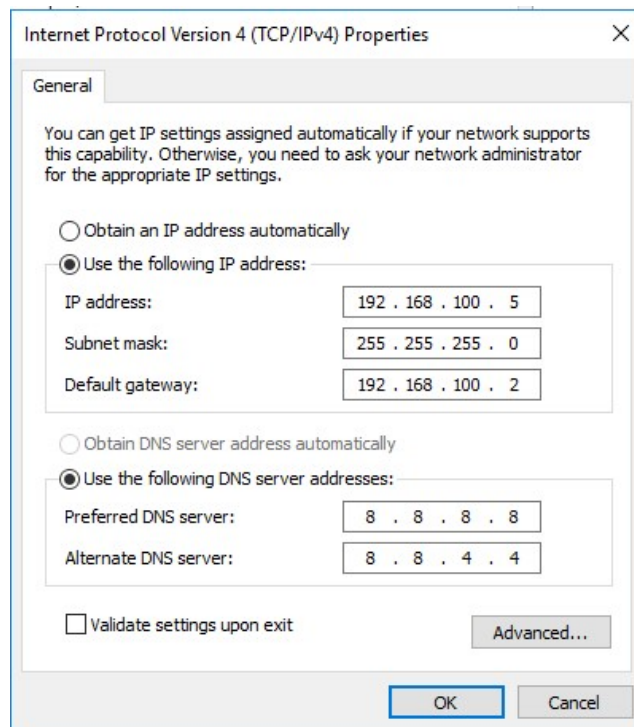 Internet Protocol Version 4 (TCP/IPv4) Properties
General
You can get IP settings assigned automatically if your network supports
this capability. Otherwise, you need to ask your network administrator
for the appropriate IP settings.
Obtain an IP address automatically
Use the following IP address:
IP address: 192 . 168 . 100 . 5
Subnet mask: 255 . 255 . 255 . 0
Default gateway: 192 . 168 . 100 . 2
Obtain DNS server address automatically
Use the following DNS server addresses:
Preferred DNS server: 8 . 8 . 8 . 8
Alternate DNS server: 8 . 8 . 4 . 4
Validate settings upon exit
Advanced...
OK Cancel